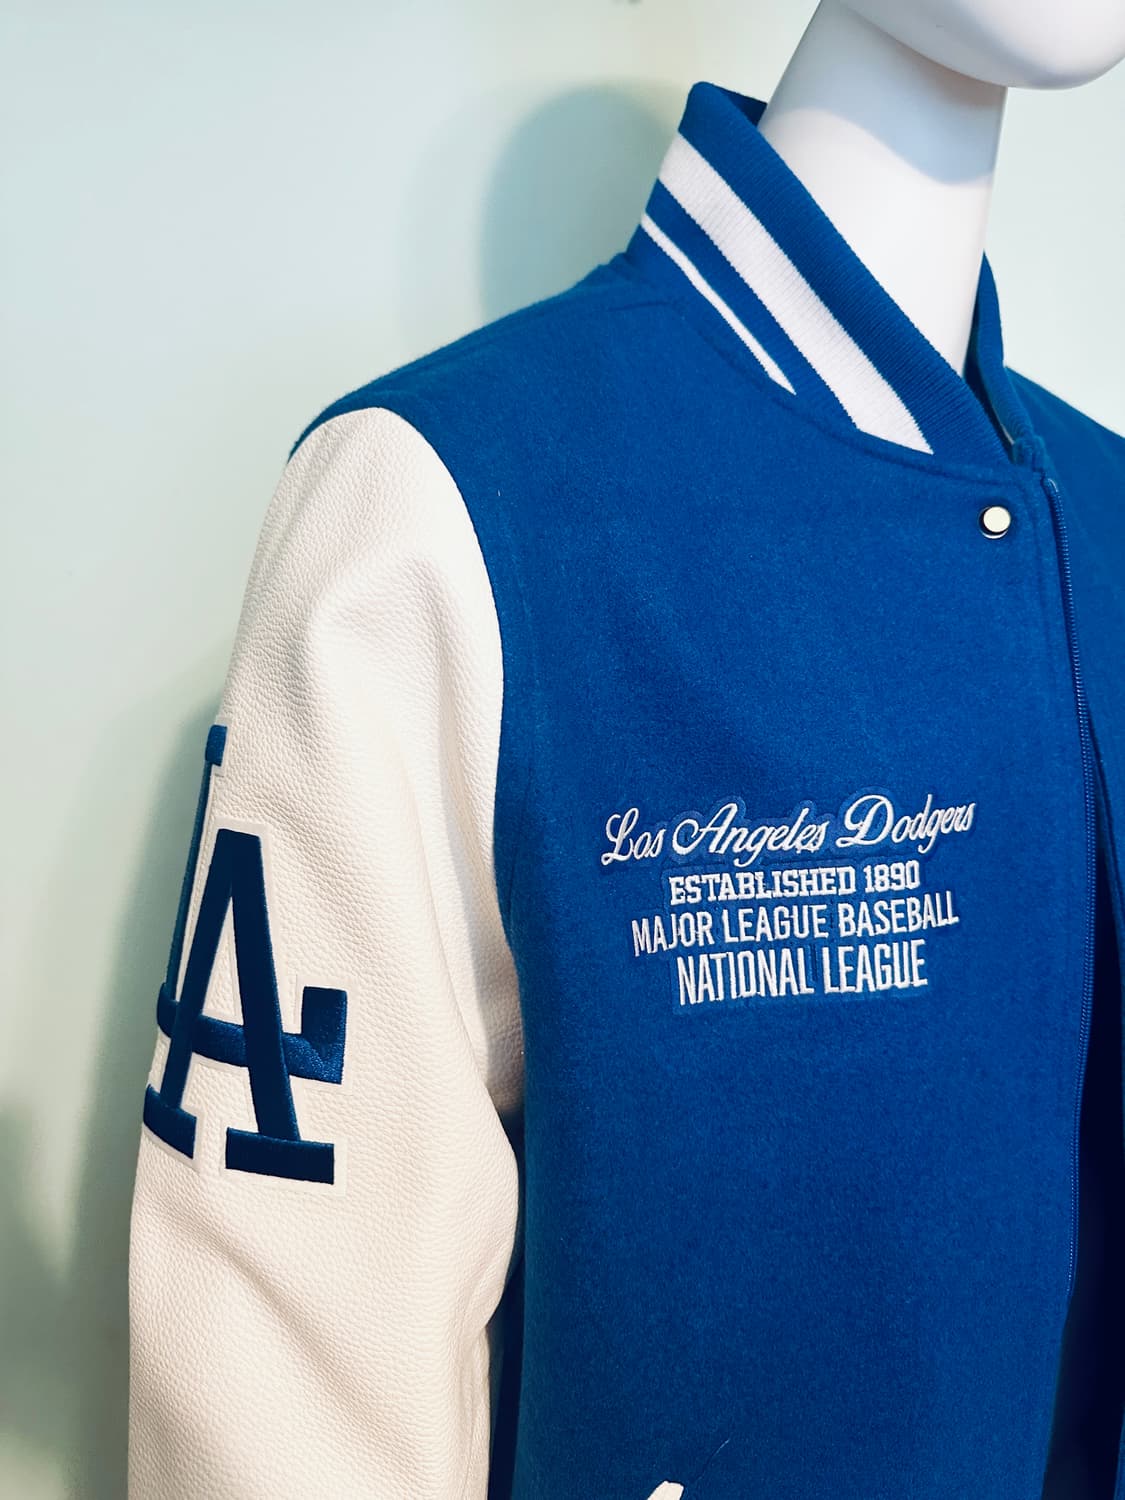 Los Angeles Dodgers
ESTABLISHED 1890
MAJOR LEAGUE BASEBALL
NATIONAL LEAGUE
LA